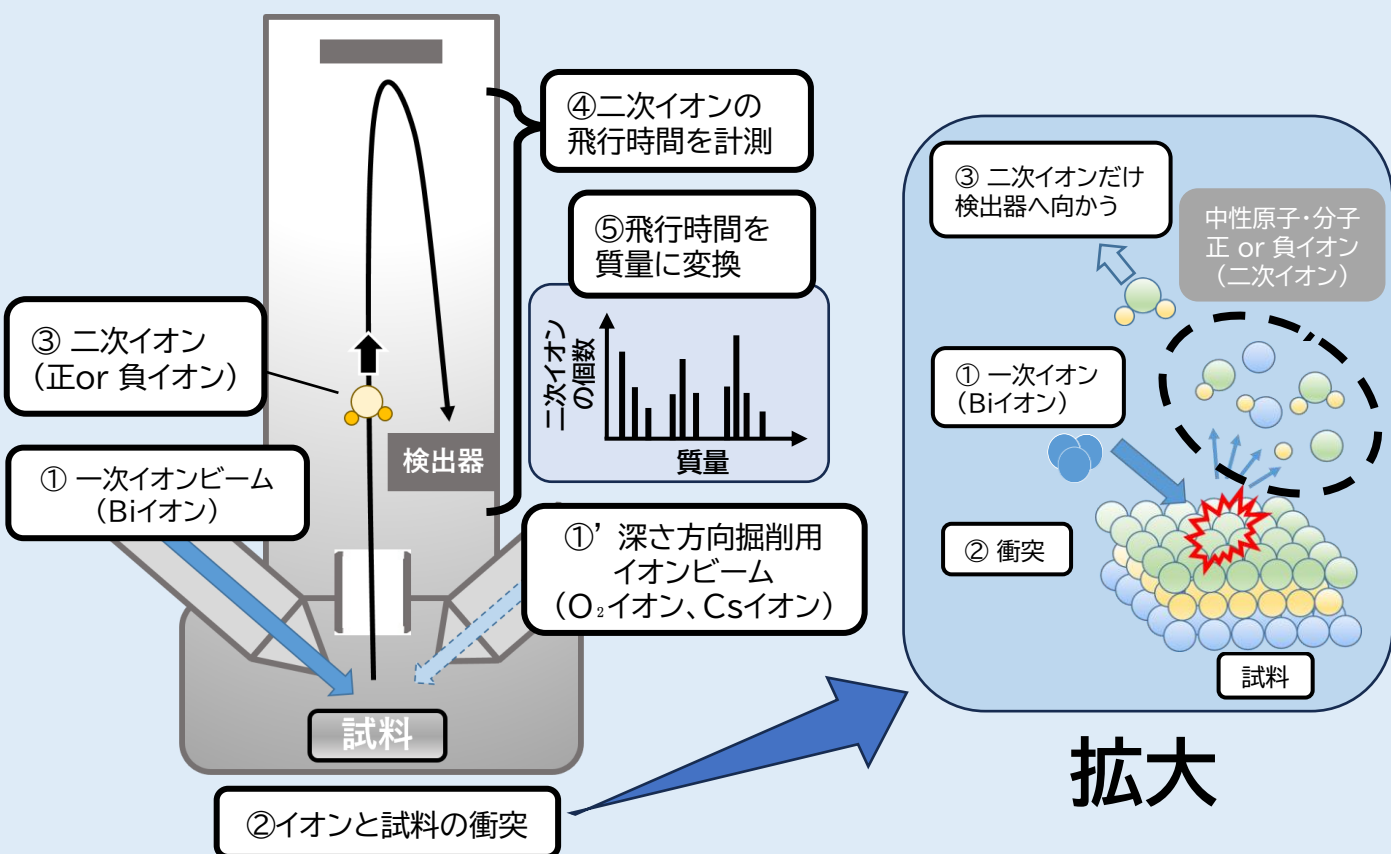 ④二次イオンの
飛行時間を計測
⑤飛行時間を
質量に変換
二次イオン
の個数
質量
③ 二次イオン
（正or 負イオン）
検出器
① 一次イオンビーム
（Biイオン）
①’ 深さ方向掘削用
イオンビーム
（O₂イオン、Csイオン）
試料
②イオンと試料の衝突
③ 二次イオンだけ
検出器へ向かう
中性原子・分子
正 or 負イオン
（二次イオン）
① 一次イオン
（Biイオン）
② 衝突
試料
拡大